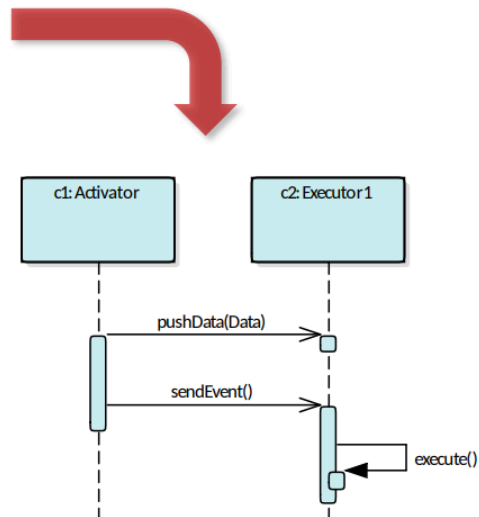 c1: Activator
c2: Executor1
pushData(Data)
sendEvent()
execute()